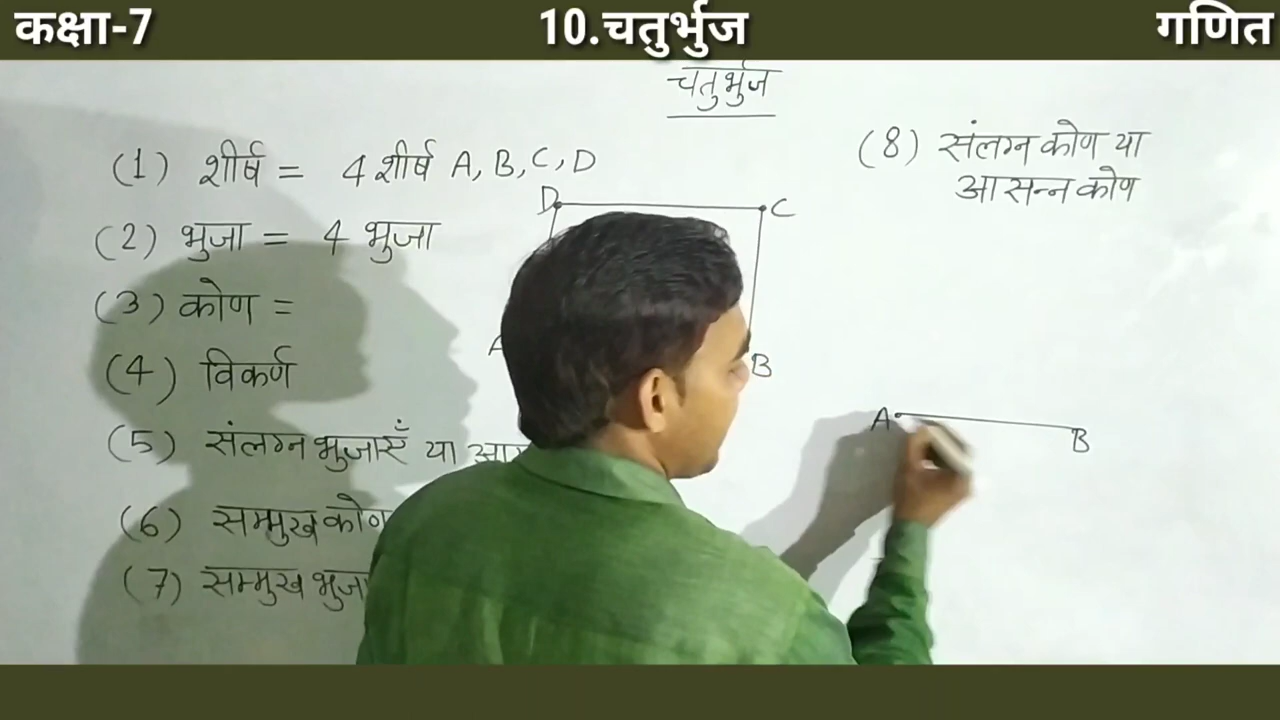 कक्षा-7 10.चतुर्भुज गणित
चतुर्भुज
(1) शीर्ष = 4 शीर्ष A, B, C, D
(2) भुजा = 4 भुजा
(3) कोण =
(4) विकर्ण
(5) संलग्न भुजाएँ या
(6) सम्मुख कोण
(7) सम्मुख भुजा
(8) संलग्न कोण या
आसन्न कोण
D C
A B
A B